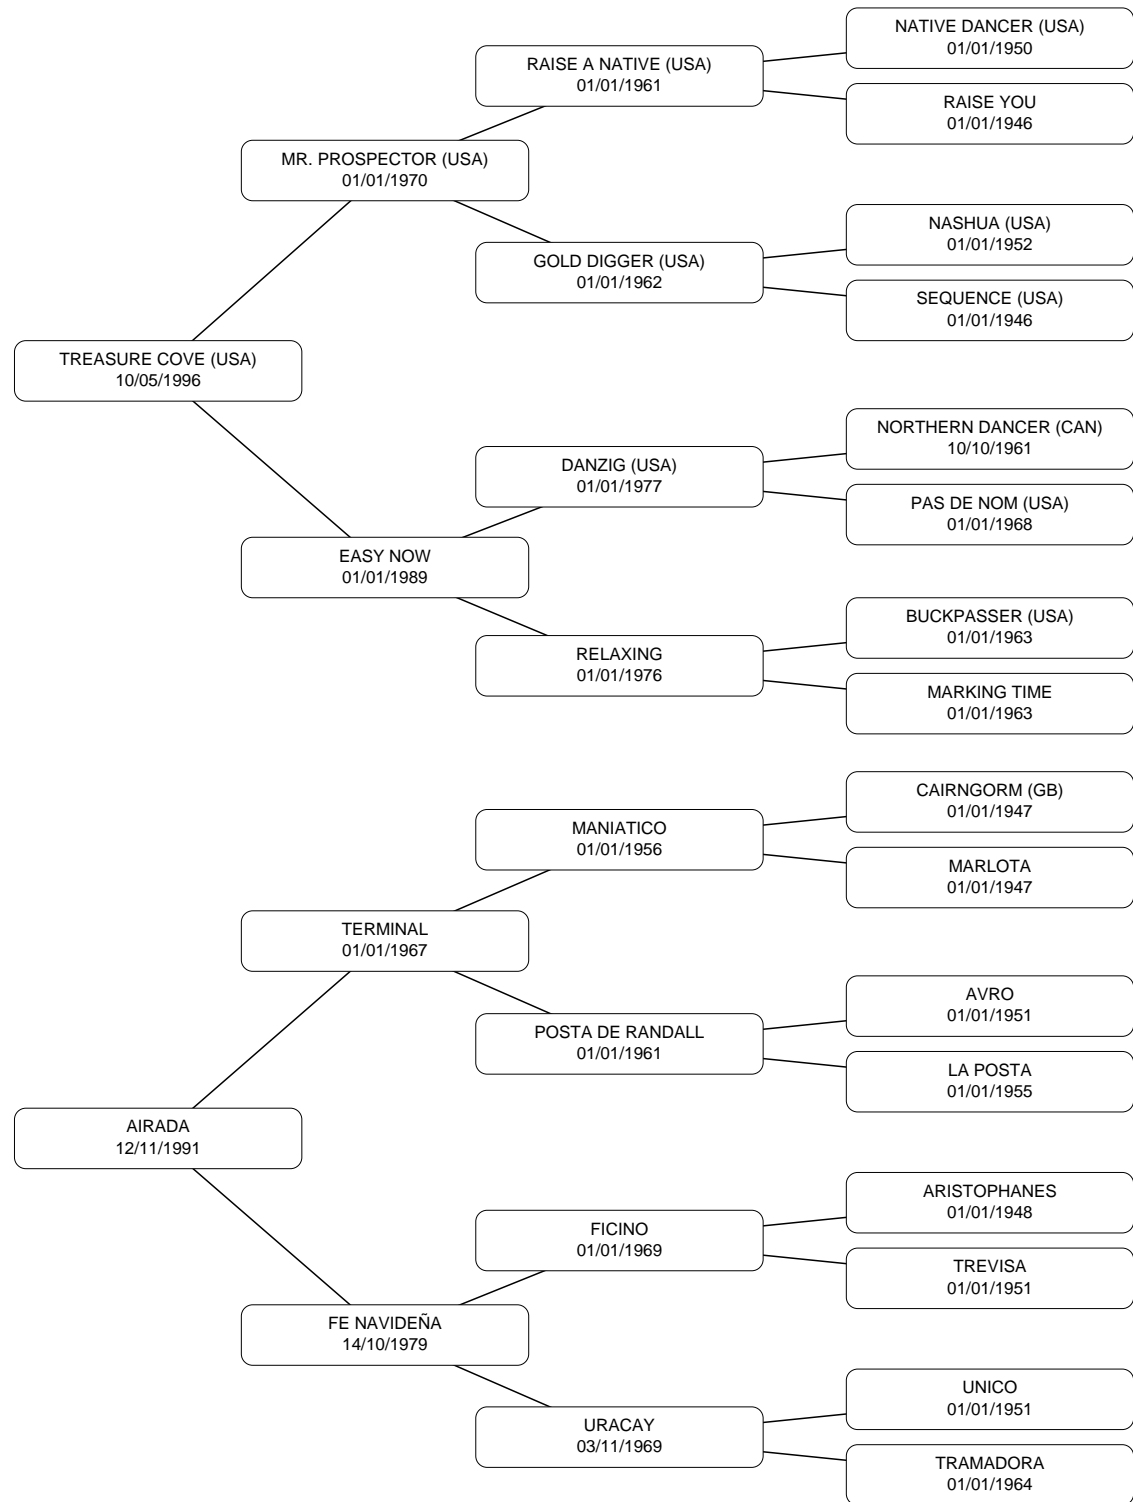 NATIVE DANCER (USA)
01/01/1950
RAISE A NATIVE (USA)
01/01/1961
RAISE YOU
01/01/1946
MR. PROSPECTOR (USA)
01/01/1970
NASHUA (USA)
01/01/1952
GOLD DIGGER (USA)
01/01/1962
SEQUENCE (USA)
01/01/1946
TREASURE COVE (USA)
10/05/1996
NORTHERN DANCER (CAN)
10/10/1961
DANZIG (USA)
01/01/1977
PAS DE NOM (USA)
01/01/1968
EASY NOW
01/01/1989
BUCKPASSER (USA)
01/01/1963
RELAXING
01/01/1976
MARKING TIME
01/01/1963
CAIRNGORM (GB)
01/01/1947
MANIATICO
01/01/1956
MARLOTA
01/01/1947
TERMINAL
01/01/1967
AVRO
01/01/1951
POSTA DE RANDALL
01/01/1961
LA POSTA
01/01/1955
AIRADA
12/11/1991
ARISTOPHANES
01/01/1948
FICINO
01/01/1969
TREVISA
01/01/1951
FE NAVIDEÑA
14/10/1979
UNICO
01/01/1951
URACAY
03/11/1969
TRAMADORA
01/01/1964